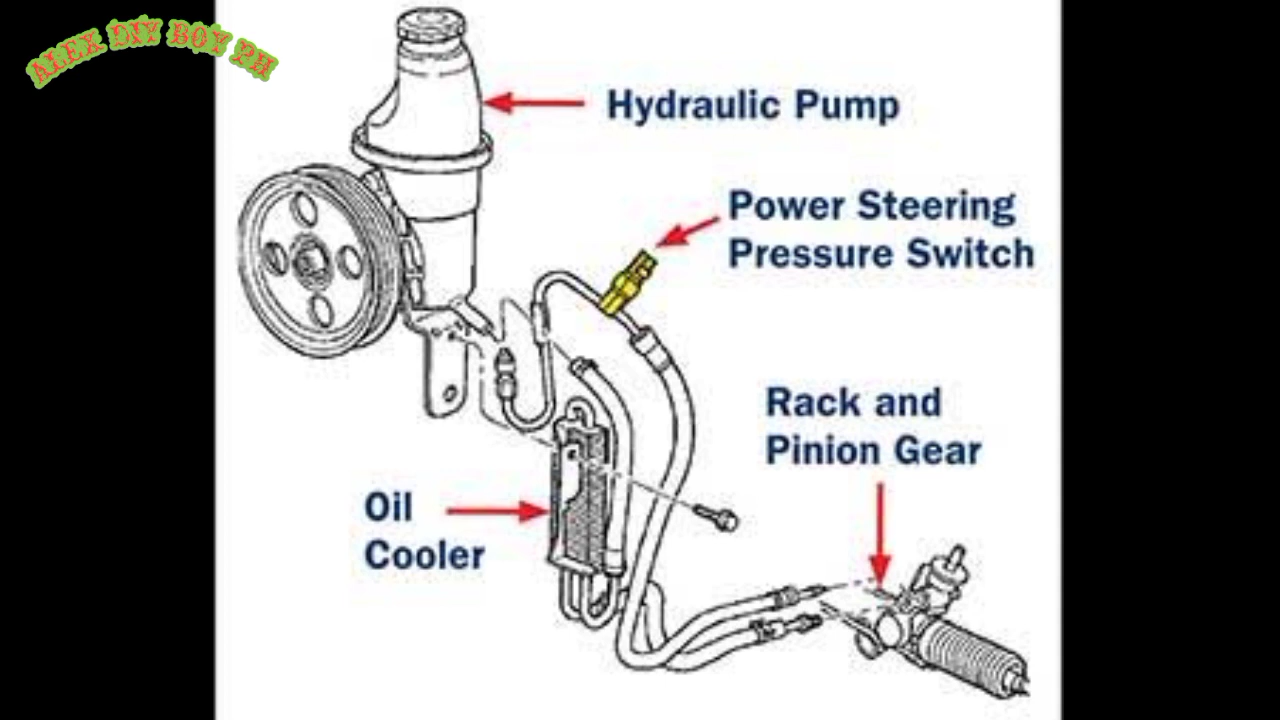 ALEX DIY BOY PH
Hydraulic Pump
Power Steering
Pressure Switch
Rack and
Pinion Gear
Oil
Cooler